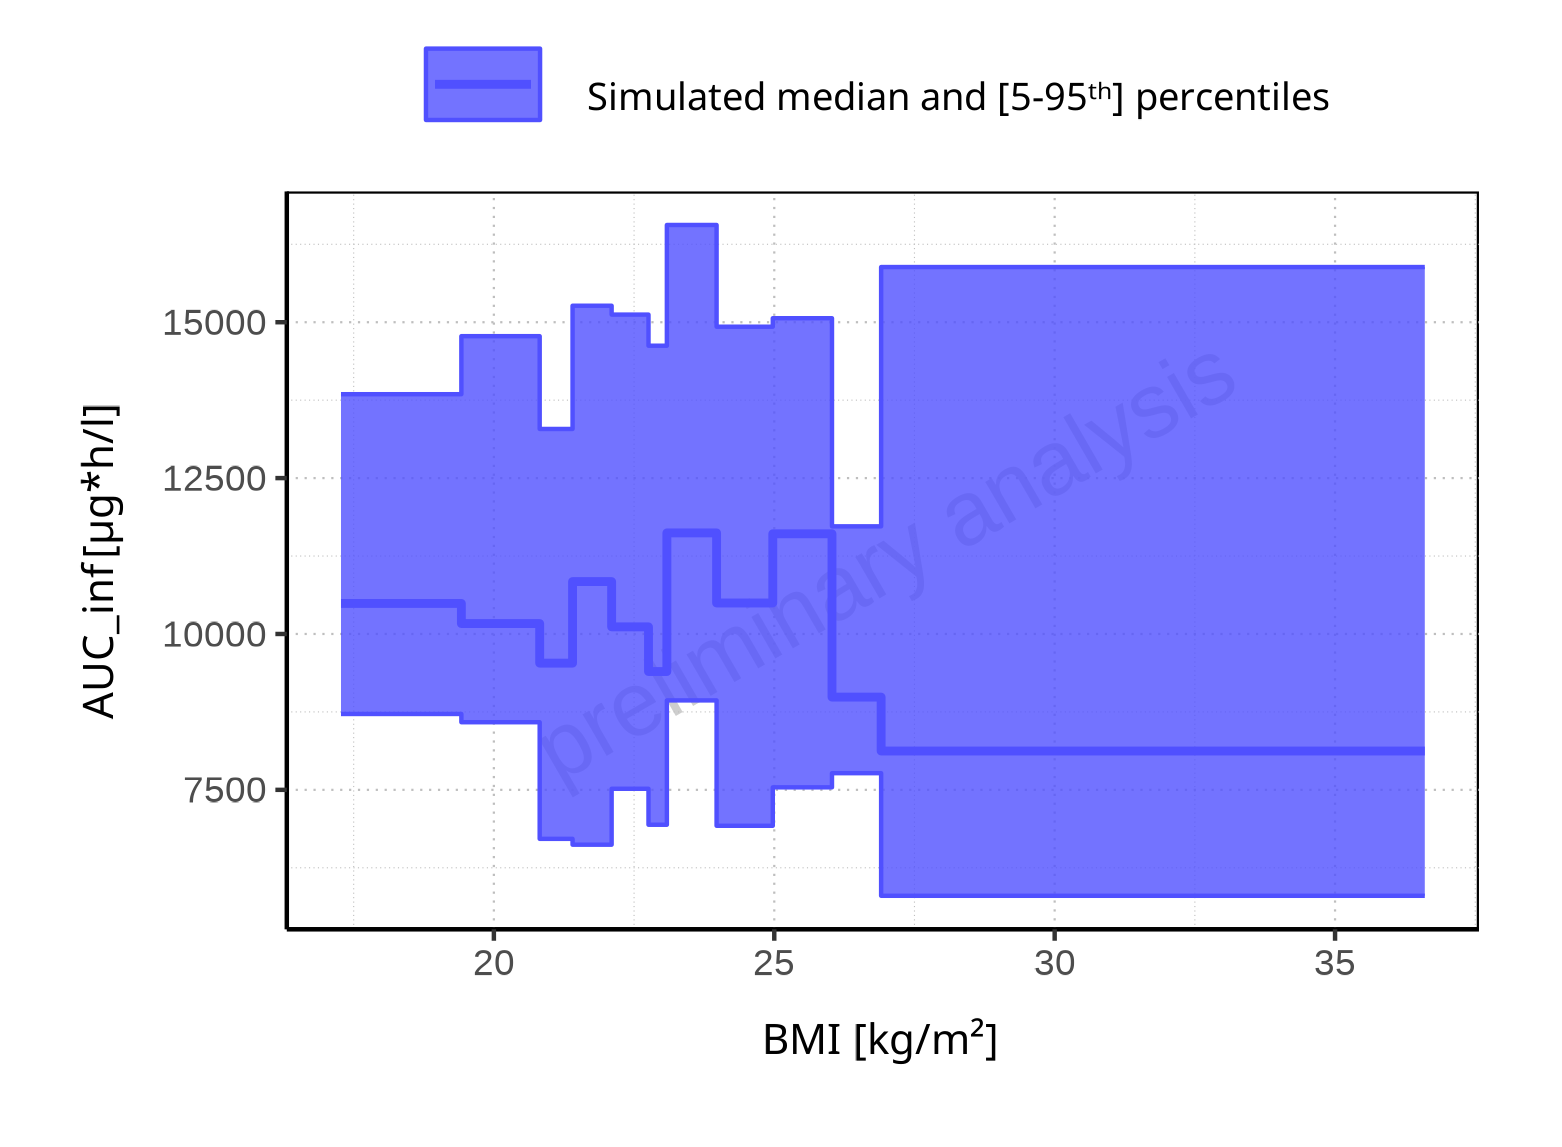 Simulated median and [5-95ᵗʰ] percentiles
AUC_inf[µg*h/l]
15000
12500
10000
7500
preliminary analysis
20 25 30 35
BMI [kg/m²]